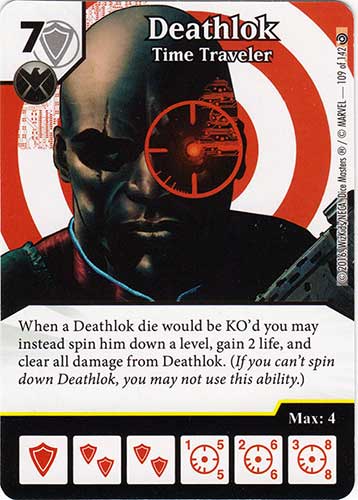 7
Deathlok
Time Traveler
© 2016 WizKids/NECA Dice Masters ® / © MARVEL — 109 of 142
When a Deathlok die would be KO'd you may
instead spin him down a level, gain 2 life, and
clear all damage from Deathlok. (If you can't spin
down Deathlok, you may not use this ability.)
Max: 4
1 5 5
2 6 6
3 8 8